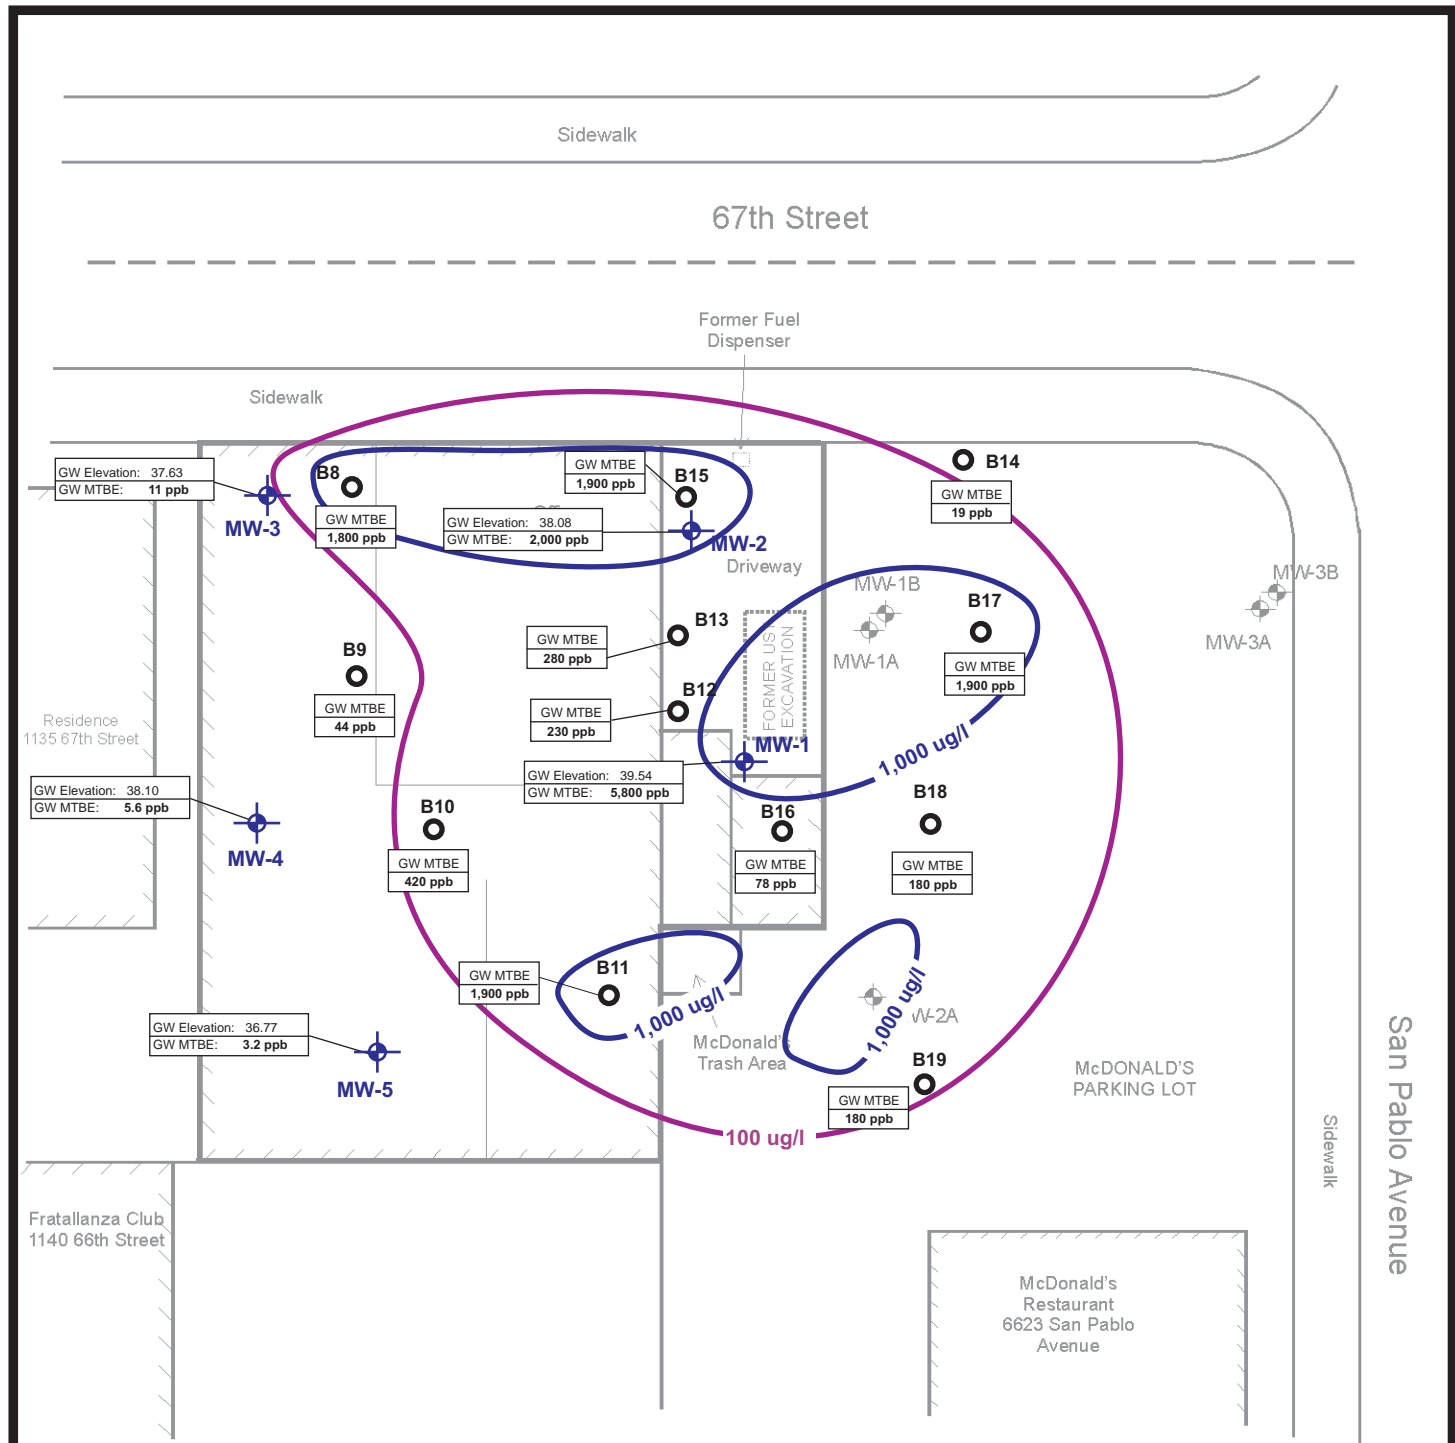 Sidewalk
67th Street
Former Fuel
Dispenser
Sidewalk
GW Elevation: 37.63
GW MTBE: 11 ppb
MW-3
B8
GW MTBE
1,800 ppb
GW MTBE
1,900 ppb
B15
GW Elevation: 38.08
GW MTBE: 2,000 ppb
MW-2
Driveway
B14
GW MTBE
19 ppb
MW-3B
MW-3A
MW-1B
MW-1A
B17
GW MTBE
1,900 ppb
B13
GW MTBE
280 ppb
FORMER UST
EXCAVATION
B9
GW MTBE
44 ppb
B12
GW MTBE
230 ppb
Residence
1135 67th Street
MW-1
GW Elevation: 39.54
GW MTBE: 5,800 ppb
1,000 ug/l
GW Elevation: 38.10
GW MTBE: 5.6 ppb
MW-4
B10
GW MTBE
420 ppb
B16
GW MTBE
78 ppb
B18
GW MTBE
180 ppb
B11
GW MTBE
1,900 ppb
1,000 ug/l
1,000 ug/l
W-2A
McDonald's
Trash Area
GW Elevation: 36.77
GW MTBE: 3.2 ppb
MW-5
B19
GW MTBE
180 ppb
100 ug/l
McDONALD'S
PARKING LOT
San Pablo Avenue
Sidewalk
Fratallanza Club
1140 66th Street
McDonald's
Restaurant
6623 San Pablo
Avenue